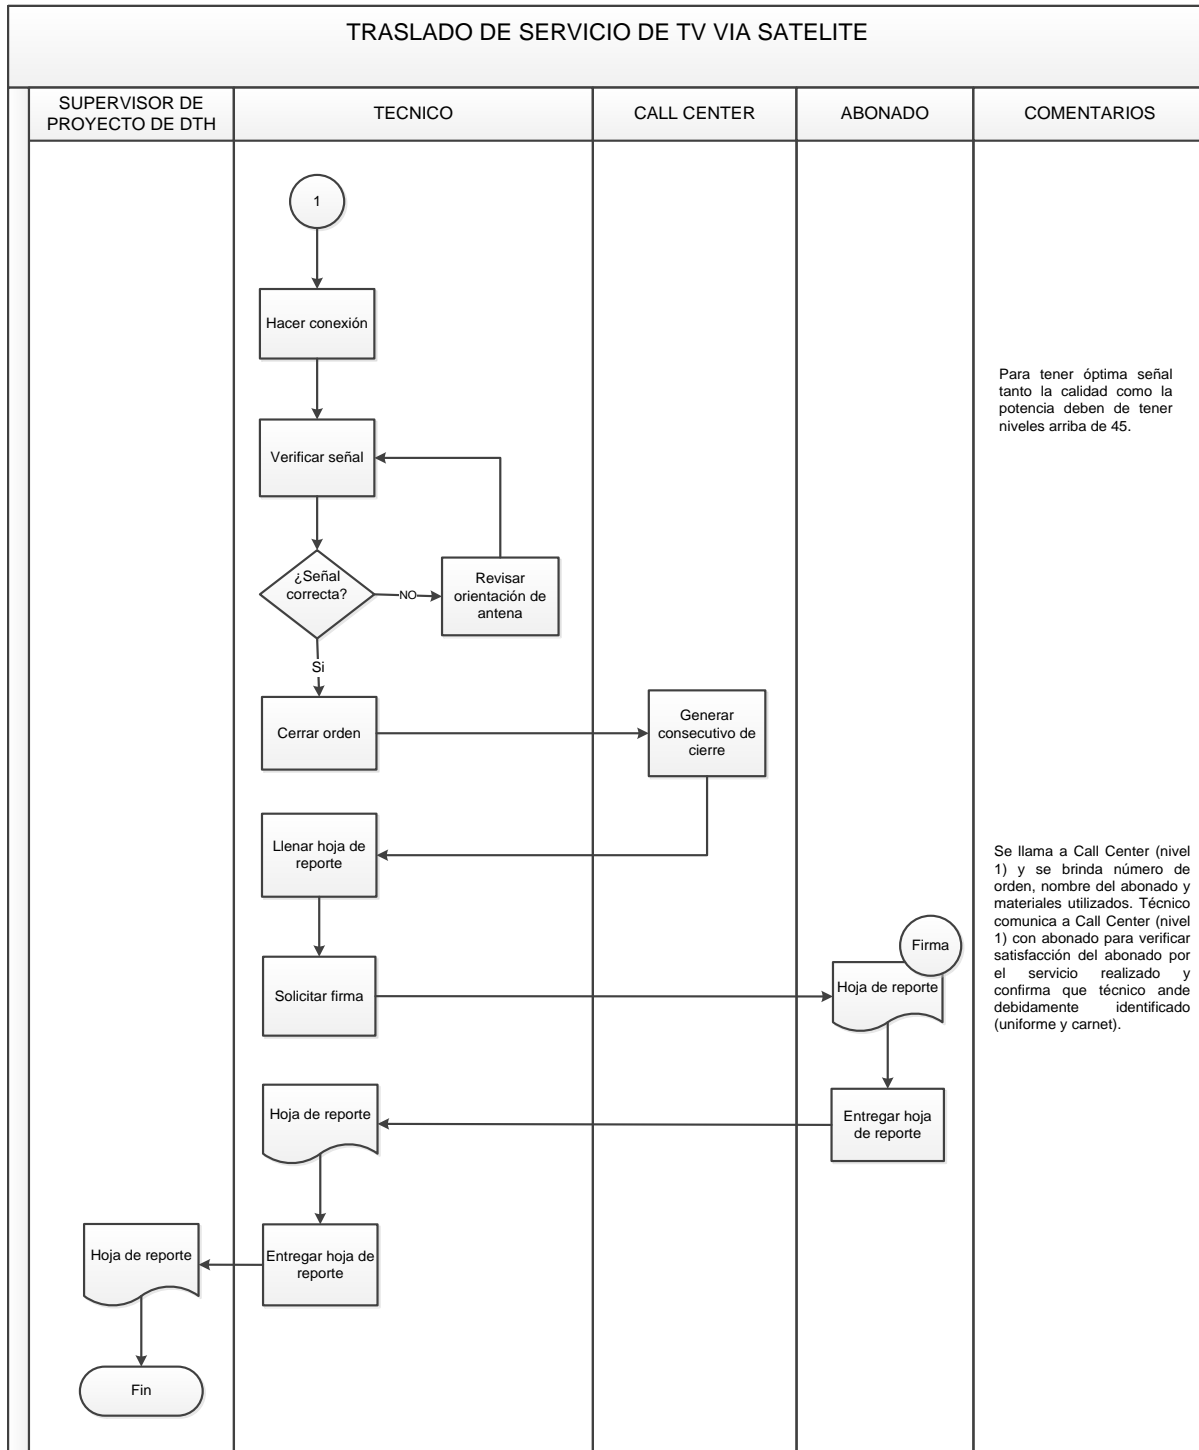 TRASLADO DE SERVICIO DE TV VIA SATELITE
SUPERVISOR DE
PROYECTO DE DTH
TECNICO
CALL CENTER
ABONADO
COMENTARIOS
1
Hacer conexión
Para tener óptima señal
tanto la calidad como la
potencia deben de tener
niveles arriba de 45.
Verificar señal
¿Señal
correcta?
NO
Revisar
orientación de
antena
Si
Cerrar orden
Generar
consecutivo de
cierre
Llenar hoja de
reporte
Se llama a Call Center (nivel
1) y se brinda número de
orden, nombre del abonado y
materiales utilizados. Técnico
comunica a Call Center (nivel
1) con abonado para verificar
satisfacción del abonado por
el servicio realizado y
confirma que técnico ande
debidamente identificado
(uniforme y carnet).
Firma
Solicitar firma
Hoja de reporte
Hoja de reporte
Entregar hoja
de reporte
Hoja de reporte
Entregar hoja de
reporte
Fin